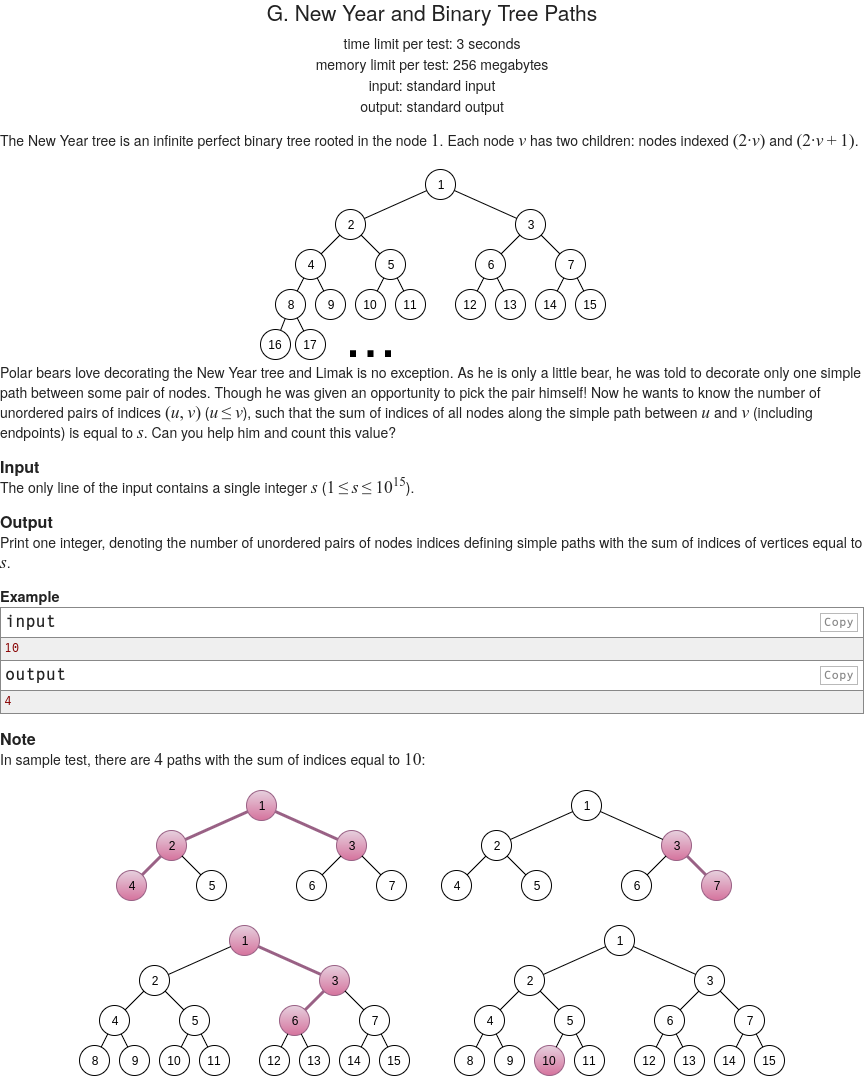 G. New Year and Binary Tree Paths
time limit per test: 3 seconds
memory limit per test: 256 megabytes
input: standard input
output: standard output
The New Year tree is an infinite perfect binary tree rooted in the node 1. Each node v has two children: nodes indexed (2·v) and (2·v + 1).
1
2 3
4 5 6 7
8 9 10 11 12 13 14 15
16 17 ...
Polar bears love decorating the New Year tree and Limak is no exception. As he is only a little bear, he was told to decorate only one simple
path between some pair of nodes. Though he was given an opportunity to pick the pair himself! Now he wants to know the number of
unordered pairs of indices (u, v) (u ≤ v), such that the sum of indices of all nodes along the simple path between u and v (including
endpoints) is equal to s. Can you help him and count this value?
Input
The only line of the input contains a single integer s (1 ≤ s ≤ 10^15).
Output
Print one integer, denoting the number of unordered pairs of nodes indices defining simple paths with the sum of indices of vertices equal to
s.
Example
input Copy
10
output Copy
4
Note
In sample test, there are 4 paths with the sum of indices equal to 10:
1 1
2 3 2 3
4 5 6 7 4 5 6 7
1 1
2 3 2 3
4 5 6 7 4 5 6 7
8 9 10 11 12 13 14 15 8 9 10 11 12 13 14 15